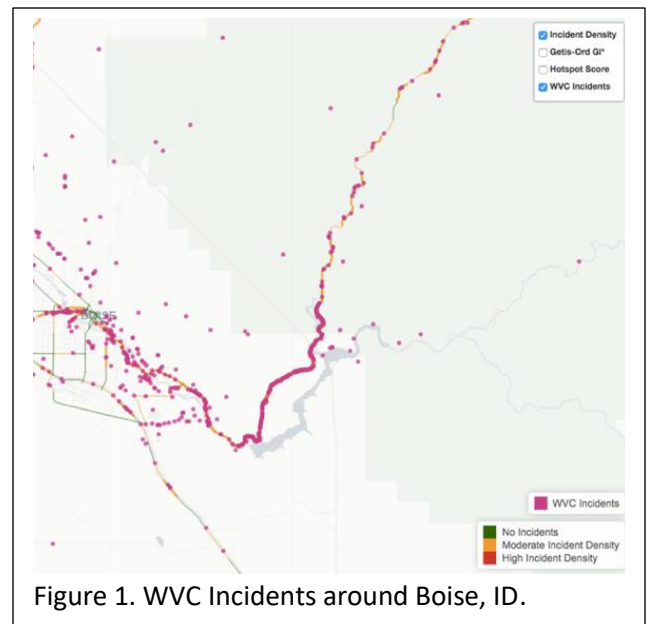 Incident Density
Getis-Ord Gi*
Hotspot Score
WVC Incidents
BOISE
WVC Incidents
No Incidents
Moderate Incident Density
High Incident Density
Figure 1. WVC Incidents around Boise, ID.